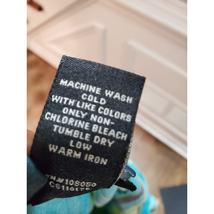 MACHINE WASH
COLD
WITH LIKE COLORS
ONLY NON-
CHLORINE BLEACH
TUMBLE DRY
LOW
WARM IRON